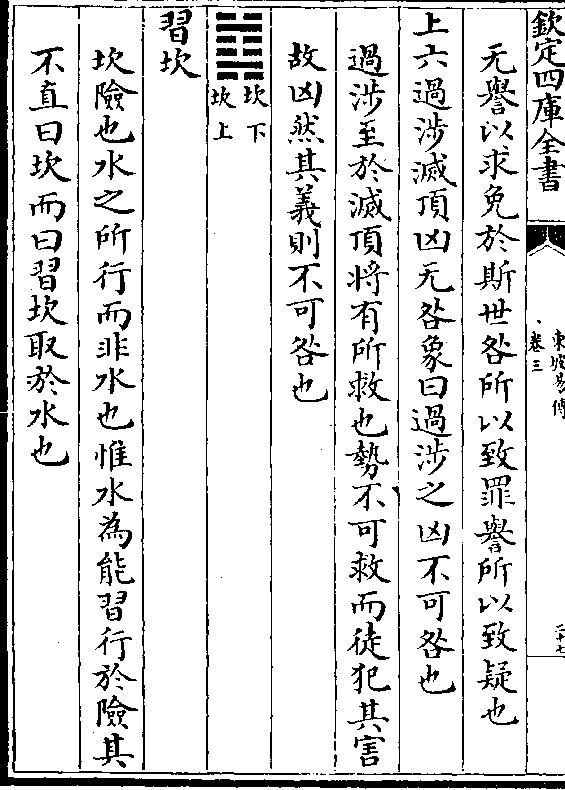 欽定四庫全書
東坡易傳
卷三
二十七
无譽以求免於斯世咎所以致罪譽所以致疑也
上六過涉滅頂凶无咎象曰過涉之凶不可咎也
過涉至於滅頂將有所救也勢不可救而徒犯其害
故凶然其義則不可咎也
坎下
坎上
習坎
坎險也水之所行而非水也惟水為能習行於險其
不直曰坎而曰習坎取於水也